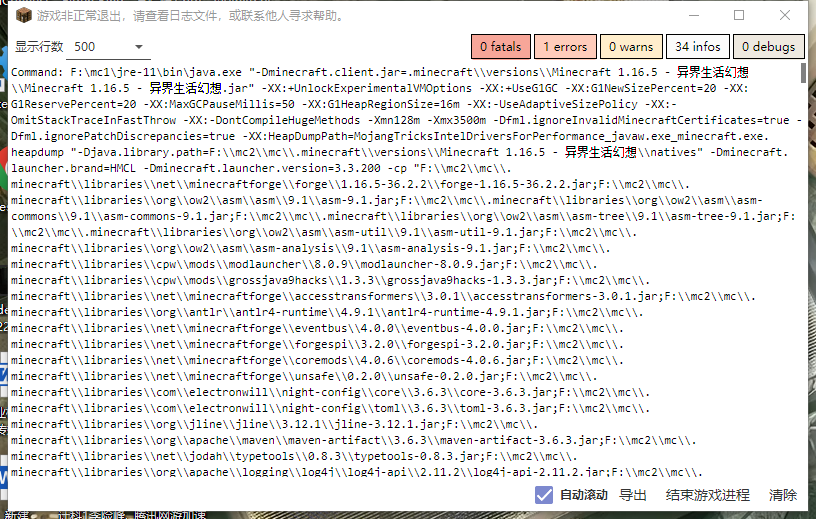 游戏非正常退出，请查看日志文件，或联系他人寻求帮助。
显示行数 500 0 fatals 1 errors 0 warns 34 infos 0 debugs
Command: F:\mc1\jre-11\bin\java.exe "-Dminecraft.client.jar=.minecraft\\versions\\Minecraft 1.16.5 - 异界生活幻想
\\Minecraft 1.16.5 - 异界生活幻想.jar" -XX:+UnlockExperimentalVMOptions -XX:+UseG1GC -XX:G1NewSizePercent=20 -XX:
G1ReservePercent=20 -XX:MaxGCPauseMillis=50 -XX:G1HeapRegionSize=16m -XX:-UseAdaptiveSizePolicy -XX:-
OmitStackTraceInFastThrow -XX:-DontCompileHugeMethods -Xmn128m -Xmx3500m -Dfml.ignoreInvalidMinecraftCertificates=true -
Dfml.ignorePatchDiscrepancies=true -XX:HeapDumpPath=MojangTricksIntelDriversForPerformance_javaw.exe_minecraft.exe.
heapdump "-Djava.library.path=F:\\mc2\\mc\\.minecraft\\versions\\Minecraft 1.16.5 - 异界生活幻想\\natives" -Dminecraft.
launcher.brand=HMCL -Dminecraft.launcher.version=3.3.200 -cp "F:\\mc2\\mc\\.
minecraft\\libraries\\net\\minecraftforge\\forge\\1.16.5-36.2.2\\forge-1.16.5-36.2.2.jar;F:\\mc2\\mc\\.
minecraft\\libraries\\org\\ow2\\asm\\asm\\9.1\\asm-9.1.jar;F:\\mc2\\mc\\.minecraft\\libraries\\org\\ow2\\asm\\asm-
commons\\9.1\\asm-commons-9.1.jar;F:\\mc2\\mc\\.minecraft\\libraries\\org\\ow2\\asm\\asm-tree\\9.1\\asm-tree-9.1.jar;F:
\\mc2\\mc\\.minecraft\\libraries\\org\\ow2\\asm\\asm-util\\9.1\\asm-util-9.1.jar;F:\\mc2\\mc\\.
minecraft\\libraries\\org\\ow2\\asm\\asm-analysis\\9.1\\asm-analysis-9.1.jar;F:\\mc2\\mc\\.
minecraft\\libraries\\cpw\\mods\\modlauncher\\8.0.9\\modlauncher-8.0.9.jar;F:\\mc2\\mc\\.
minecraft\\libraries\\cpw\\mods\\grossjava9hacks\\1.3.3\\grossjava9hacks-1.3.3.jar;F:\\mc2\\mc\\.
minecraft\\libraries\\net\\minecraftforge\\accesstransformers\\3.0.1\\accesstransformers-3.0.1.jar;F:\\mc2\\mc\\.
minecraft\\libraries\\org\\antlr\\antlr4-runtime\\4.9.1\\antlr4-runtime-4.9.1.jar;F:\\mc2\\mc\\.
minecraft\\libraries\\net\\minecraftforge\\eventbus\\4.0.0\\eventbus-4.0.0.jar;F:\\mc2\\mc\\.
minecraft\\libraries\\net\\minecraftforge\\forgespi\\3.2.0\\forgespi-3.2.0.jar;F:\\mc2\\mc\\.
minecraft\\libraries\\net\\minecraftforge\\coremods\\4.0.6\\coremods-4.0.6.jar;F:\\mc2\\mc\\.
minecraft\\libraries\\net\\minecraftforge\\unsafe\\0.2.0\\unsafe-0.2.0.jar;F:\\mc2\\mc\\.
minecraft\\libraries\\com\\electronwill\\night-config\\core\\3.6.3\\core-3.6.3.jar;F:\\mc2\\mc\\.
minecraft\\libraries\\com\\electronwill\\night-config\\toml\\3.6.3\\toml-3.6.3.jar;F:\\mc2\\mc\\.
minecraft\\libraries\\org\\jline\\jline\\3.12.1\\jline-3.12.1.jar;F:\\mc2\\mc\\.
minecraft\\libraries\\org\\apache\\maven\\maven-artifact\\3.6.3\\maven-artifact-3.6.3.jar;F:\\mc2\\mc\\.
minecraft\\libraries\\net\\jodah\\typetools\\0.8.3\\typetools-0.8.3.jar;F:\\mc2\\mc\\.
minecraft\\libraries\\org\\apache\\logging\\log4j\\log4j-api\\2.11.2\\log4j-api-2.11.2.jar;F:\\mc2\\mc\\.
自动滚动 导出 结束游戏进程 清除